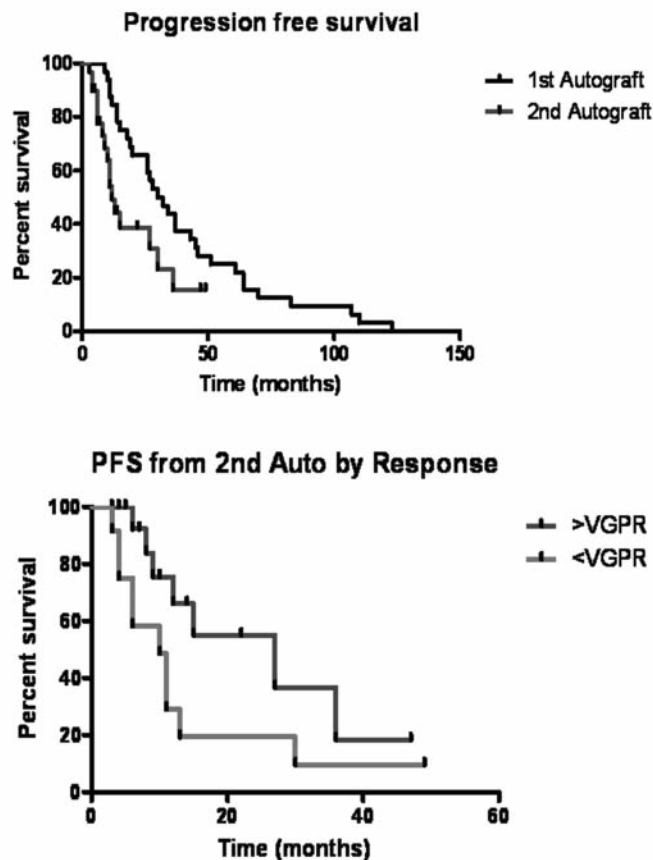 Progression free survival
Percent survival
100
80
60
40
20
0
0 50 100 150
Time (months)
1st Autograft
2nd Autograft
PFS from 2nd Auto by Response
Percent survival
100
80
60
40
20
0
0 20 40 60
Time (months)
>VGPR
<VGPR